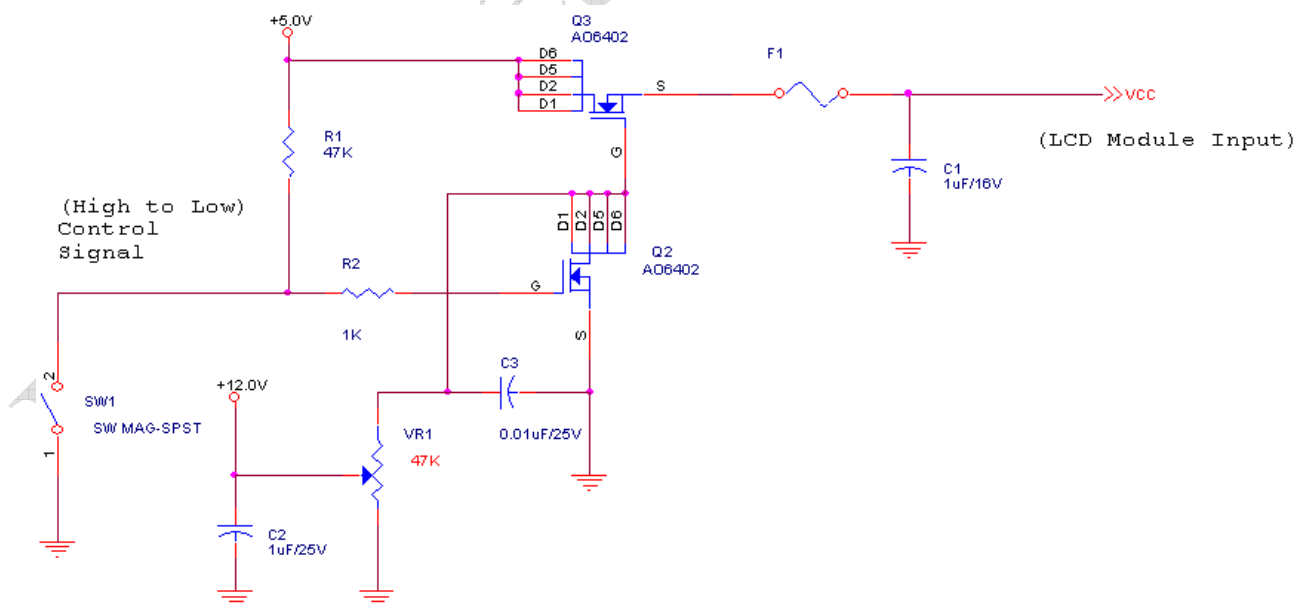 +5.0V
Q3
AO6402
D6
D5
D2
D1
S
G
F1
VCC
(LCD Module Input)
R1
47K
C1
1uF/16V
(High to Low)
Control
Signal
D1
D2
D5
D6
Q2
AO6402
R2
1K
G
S
C3
0.01uF/25V
2
SW1
SW MAG-SPST
1
+12.0V
VR1
47K
C2
1uF/25V